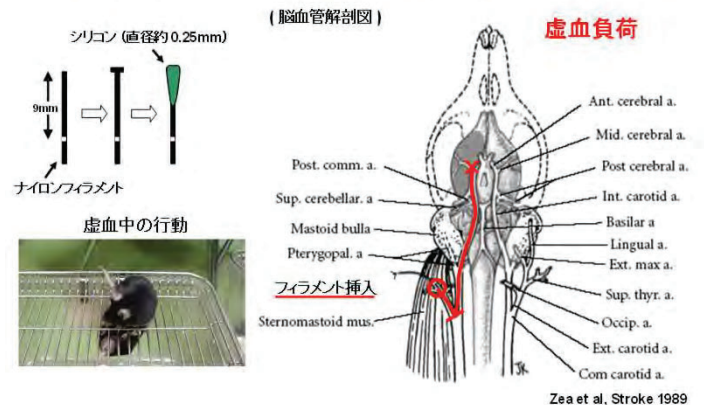 (脳血管解剖図)
虚血負荷
シリコン(直径約0.25mm)
9mm
ナイロンフィラメント
虚血中の行動
Post. comm. a.
Sup. cerebellar. a
Mastoid bulla
Pterygopal. a
フィラメント挿入
Sternomastoid mus.
Ant. cerebral a.
Mid. cerebral a.
Post cerebral a.
Int. carotid a.
Basilar a
Lingual a.
Ext. max a.
Sup. thyr. a.
Occip. a.
Ext. carotid a.
Com carotid a.
JR
Zea et al, Stroke 1989